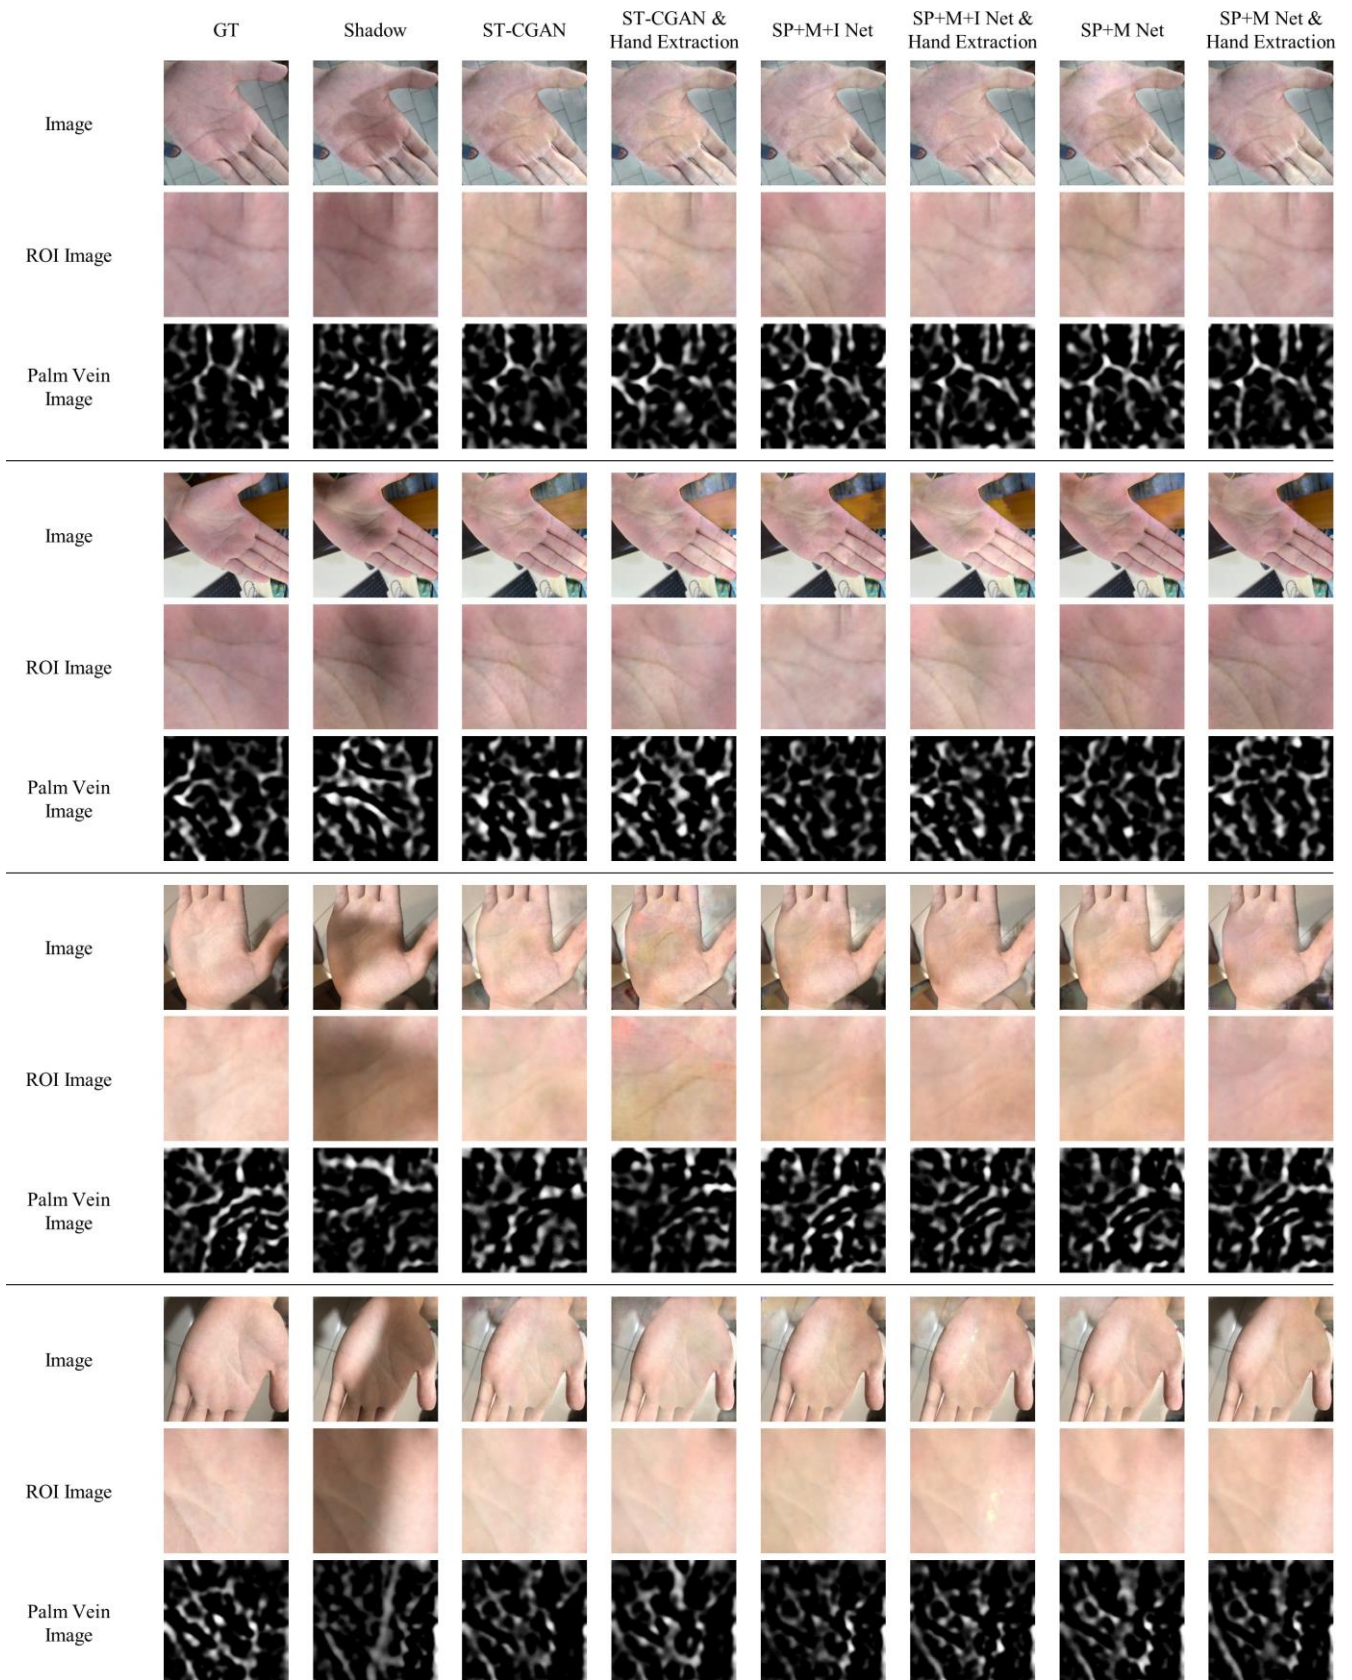 GT
Shadow
ST-CGAN
ST-CGAN &
Hand Extraction
SP+M+I Net
SP+M+I Net &
Hand Extraction
SP+M Net
SP+M Net &
Hand Extraction
Image
ROI Image
Palm Vein
Image
Image
ROI Image
Palm Vein
Image
Image
ROI Image
Palm Vein
Image
Image
ROI Image
Palm Vein
Image